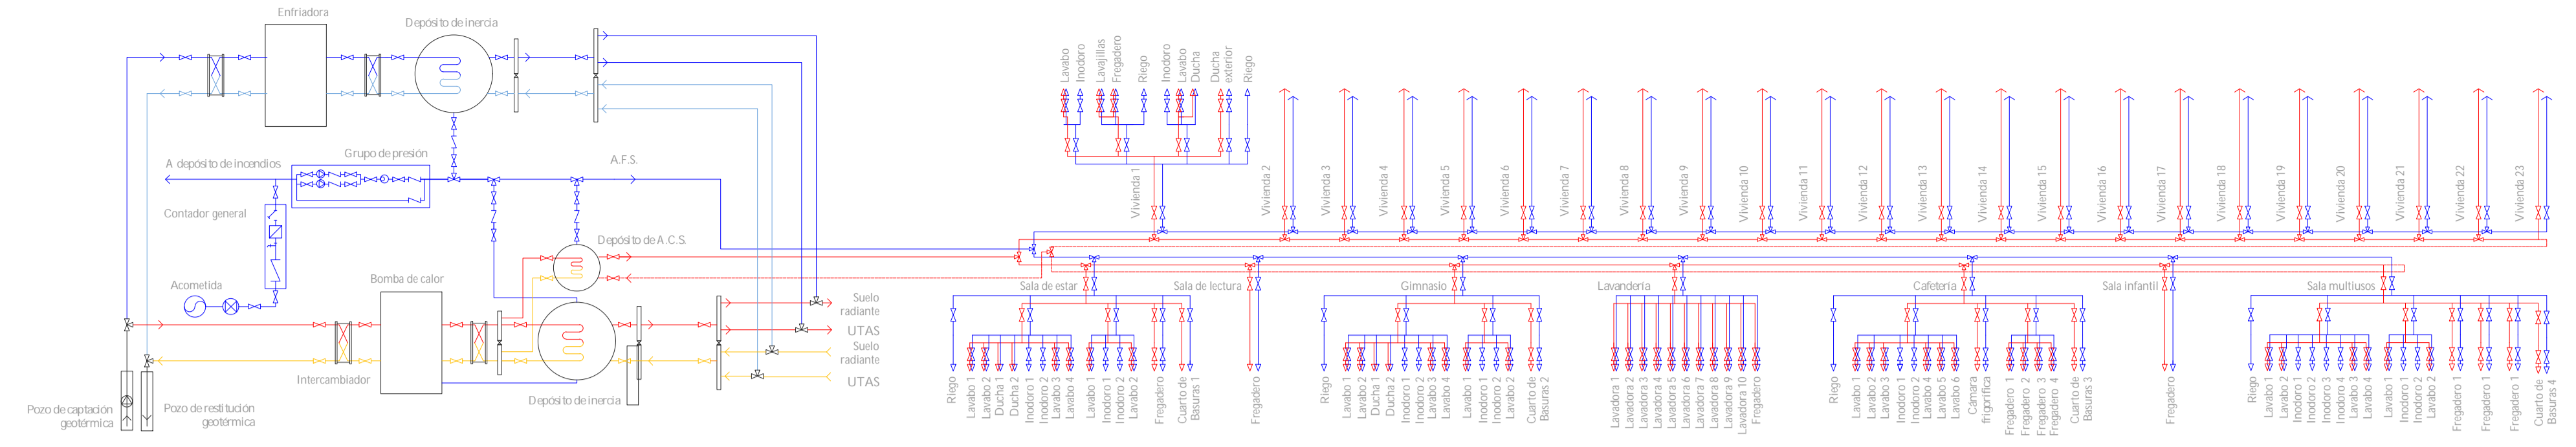 Enfriadora
Depósito de inercia
A depósito de incendios
Grupo de presión
A.F.S.
Contador general
Depósito de A.C.S.
Acometida
Bomba de calor
Intercambiador
Depósito de inercia
Pozo de captación
geotérmica
Pozo de restitución
geotérmica
Suelo
radiante
UTAS
Suelo
radiante
UTAS
Lavabo
Inodoro
Lavajillas
Fregadero
Riego
Inodoro
Lavabo
Ducha
Ducha
exterior
Riego
Vivienda 1
Vivienda 2
Vivienda 3
Vivienda 4
Vivienda 5
Vivienda 6
Vivienda 7
Vivienda 8
Vivienda 9
Vivienda 10
Vivienda 11
Vivienda 12
Vivienda 13
Vivienda 14
Vivienda 15
Vivienda 16
Vivienda 17
Vivienda 18
Vivienda 19
Vivienda 20
Vivienda 21
Vivienda 22
Vivienda 23
Sala de estar
Sala de lectura
Gimnasio
Lavandería
Cafetería
Sala infantil
Sala multiusos
Riego
Lavabo 1
Lavabo 2
Ducha 1
Ducha 2
Inodoro 1
Inodoro 2
Lavabo 3
Lavabo 4
Lavabo 1
Inodoro 1
Inodoro 2
Lavabo 2
Fregadero
Cuarto de
Basuras 1
Fregadero
Riego
Lavabo 1
Lavabo 2
Ducha 1
Ducha 2
Inodoro 1
Inodoro 2
Lavabo 3
Lavabo 4
Lavabo 1
Inodoro 1
Inodoro 2
Lavabo 2
Cuarto de
Basuras 2
Lavadora 1
Lavadora 2
Lavadora 3
Lavadora 4
Lavadora 5
Lavadora 6
Lavadora 7
Lavadora 8
Lavadora 9
Lavadora 10
Fregadero
Riego
Lavabo 1
Lavabo 2
Lavabo 3
Inodoro 1
Inodoro 2
Lavabo 4
Lavabo 5
Lavabo 6
Cámara
frigorífica
Fregadero 1
Fregadero 2
Fregadero 3
Fregadero 4
Cuarto de
Basuras 3
Fregadero
Riego
Lavabo 1
Lavabo 2
Inodoro 1
Inodoro 2
Inodoro 3
Inodoro 4
Lavabo 3
Lavabo 4
Lavabo 1
Inodoro 1
Inodoro 2
Lavabo 2
Fregadero 1
Fregadero 1
Fregadero 1
Cuarto de
Basuras 4